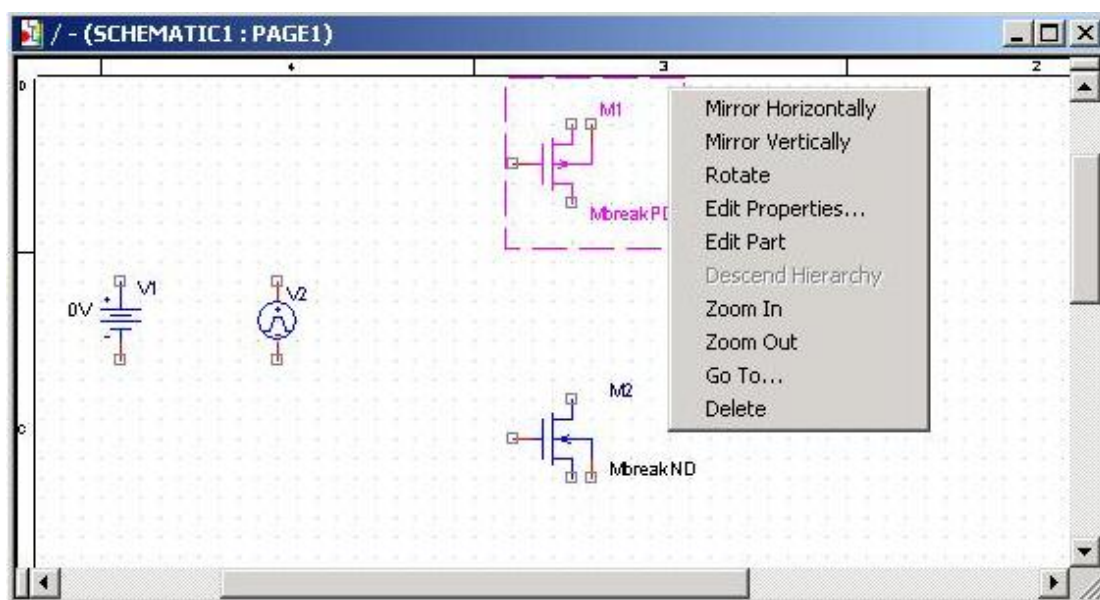 / - (SCHEMATIC1 : PAGE1)
4 3 2
D
M1
MbreakPD
Mirror Horizontally
Mirror Vertically
Rotate
Edit Properties...
Edit Part
Descend Hierarchy
Zoom In
Zoom Out
Go To...
Delete
V1
0V
V2
C
M2
MbreakND